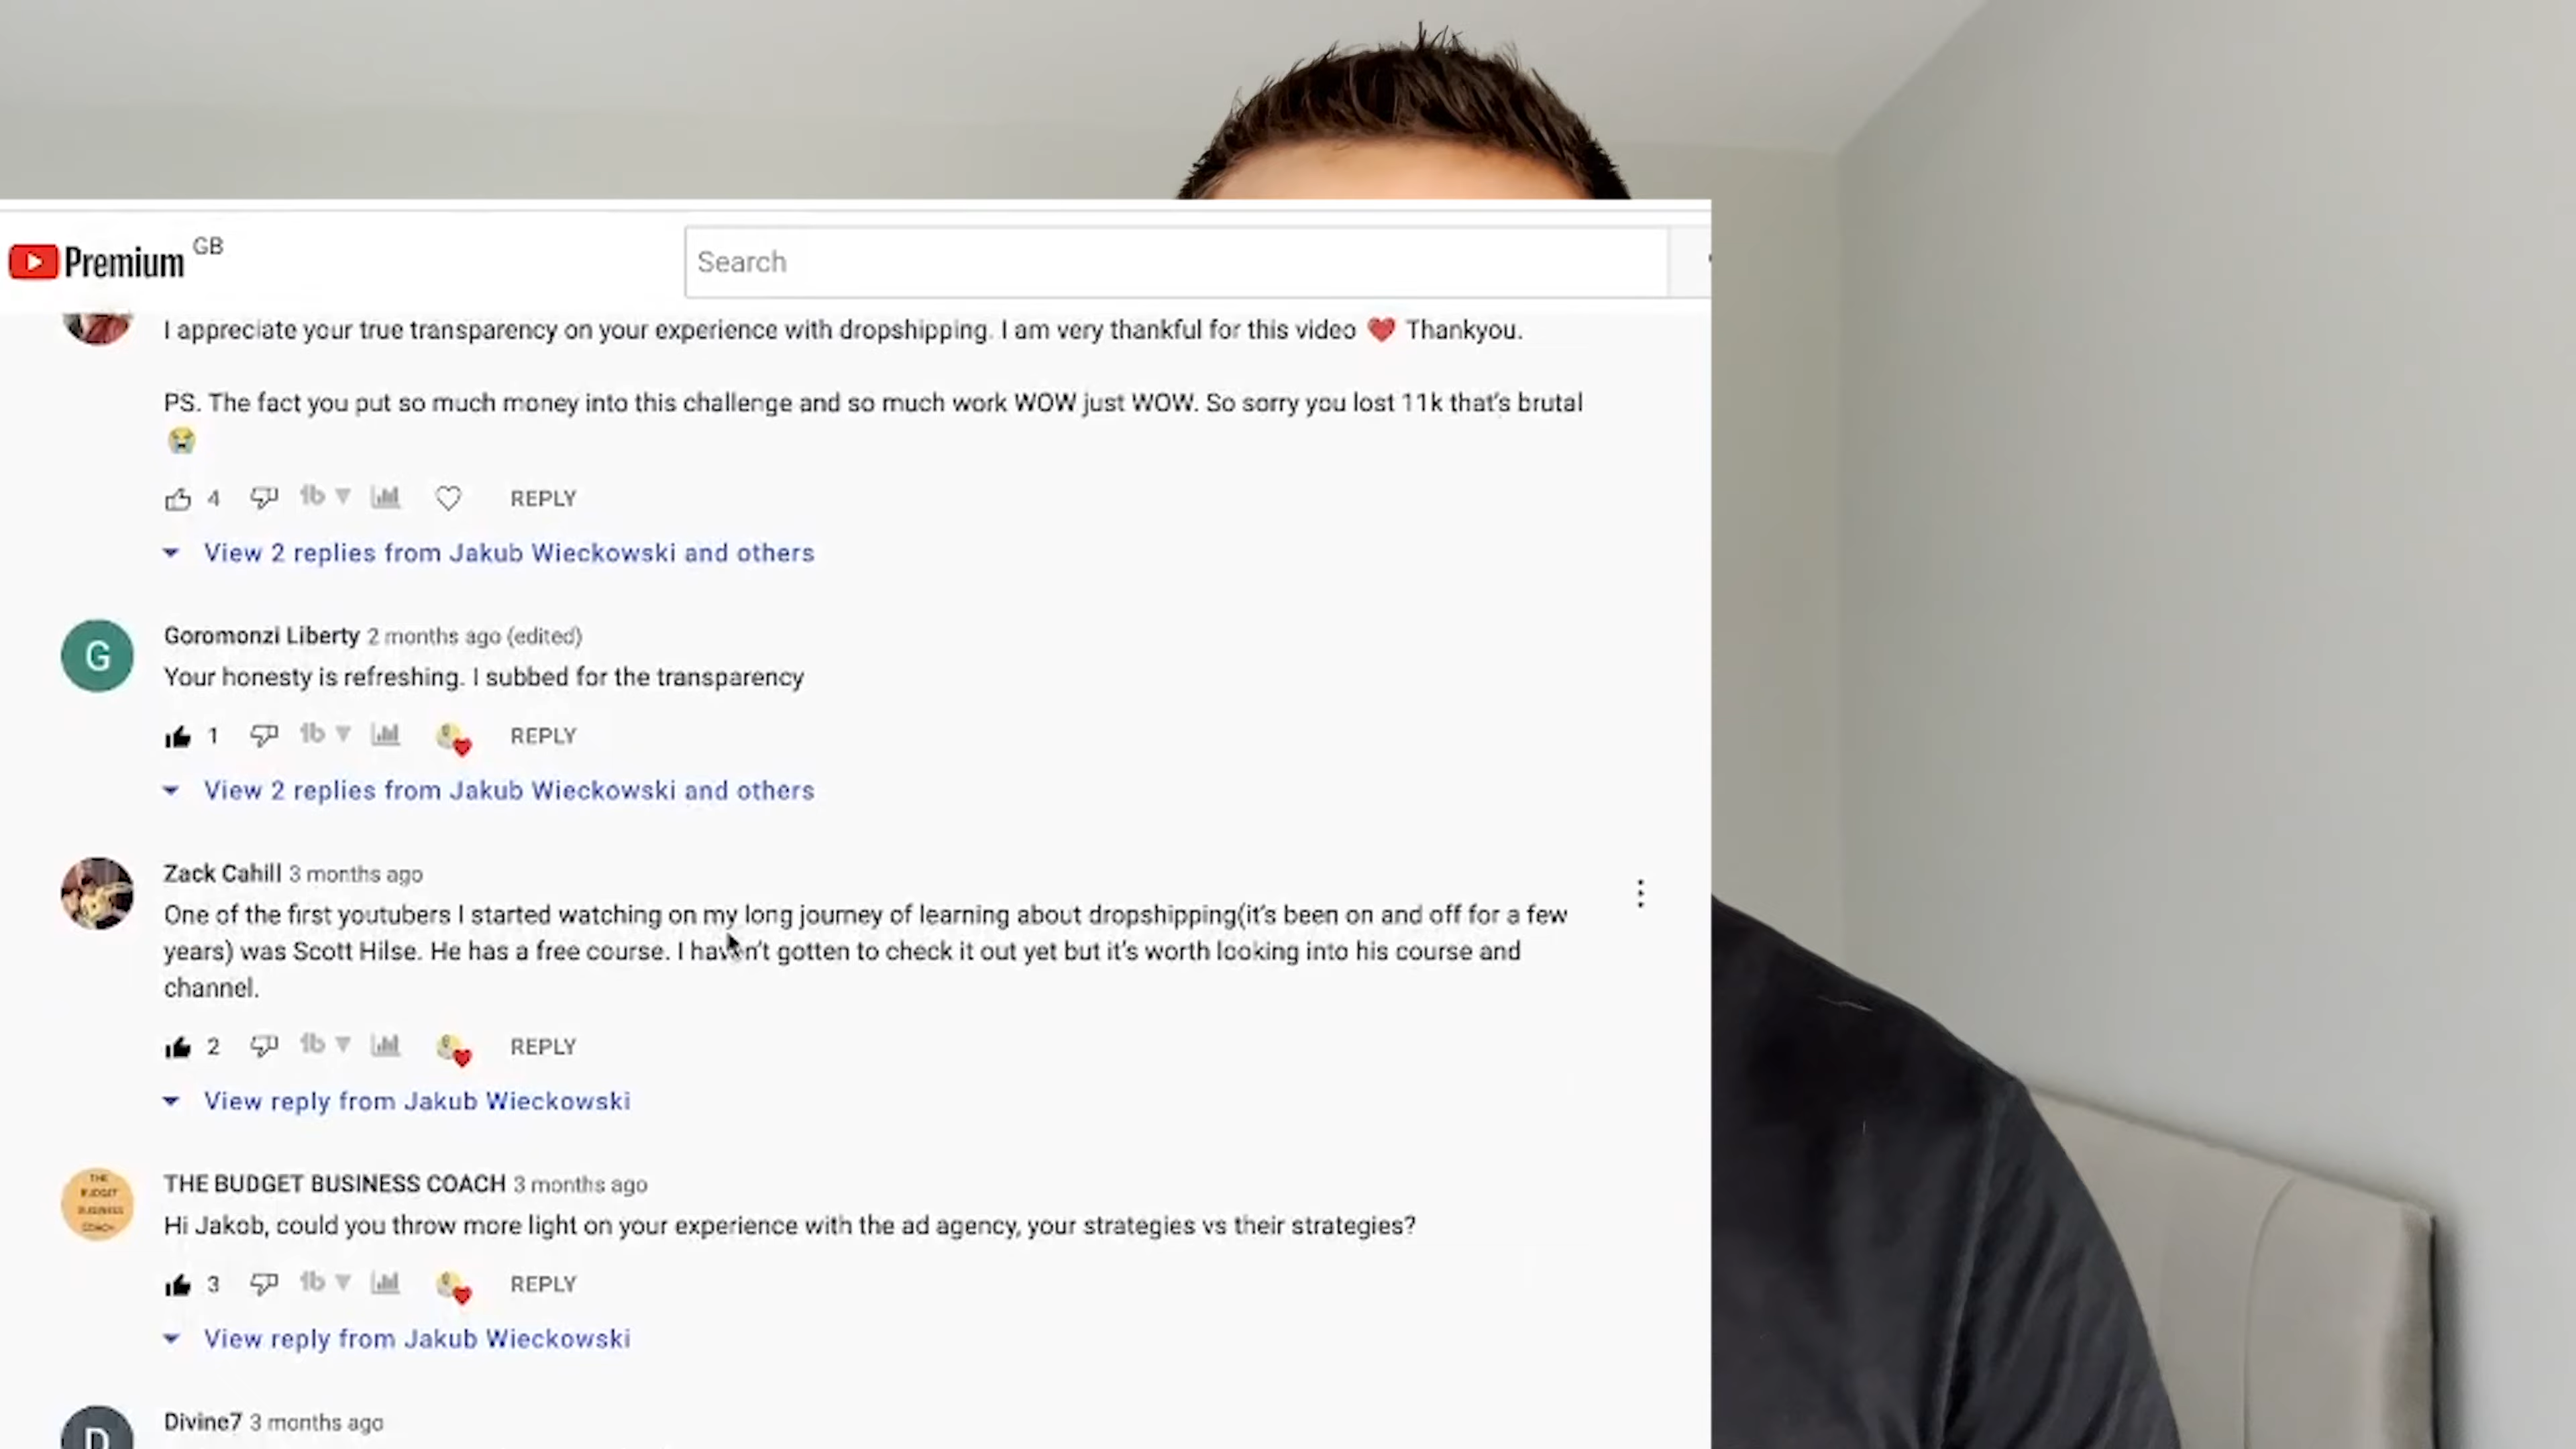 Premium GB
Search
I appreciate your true transparency on your experience with dropshipping. I am very thankful for this video ❤️ Thankyou.
PS. The fact you put so much money into this challenge and so much work WOW just WOW. So sorry you lost 11k that's brutal
😭
4 REPLY
View 2 replies from Jakub Wieckowski and others
G
Goromonzi Liberty 2 months ago (edited)
Your honesty is refreshing. I subbed for the transparency
1 REPLY
View 2 replies from Jakub Wieckowski and others
Zack Cahill 3 months ago
One of the first youtubers I started watching on my long journey of learning about dropshipping(it's been on and off for a few
years) was Scott Hilse. He has a free course. I haven't gotten to check it out yet but it's worth looking into his course and
channel.
2 REPLY
View reply from Jakub Wieckowski
THE BUDGET BUSINESS COACH
THE BUDGET BUSINESS COACH 3 months ago
Hi Jakob, could you throw more light on your experience with the ad agency, your strategies vs their strategies?
3 REPLY
View reply from Jakub Wieckowski
D
Divine7 3 months ago